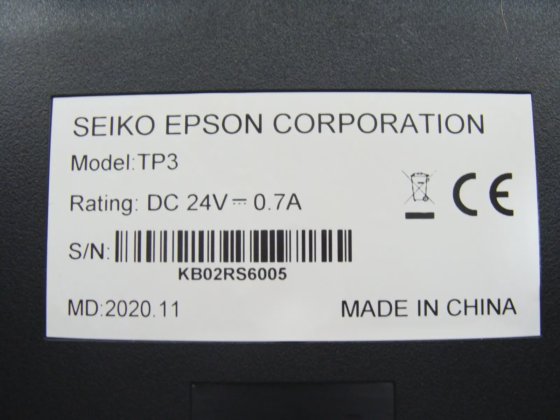 SEIKO EPSON CORPORATION
Model:TP3
Rating: DC 24V⎓ 0.7A
CE
S/N:
KB02RS6005
MD:2020.11
MADE IN CHINA